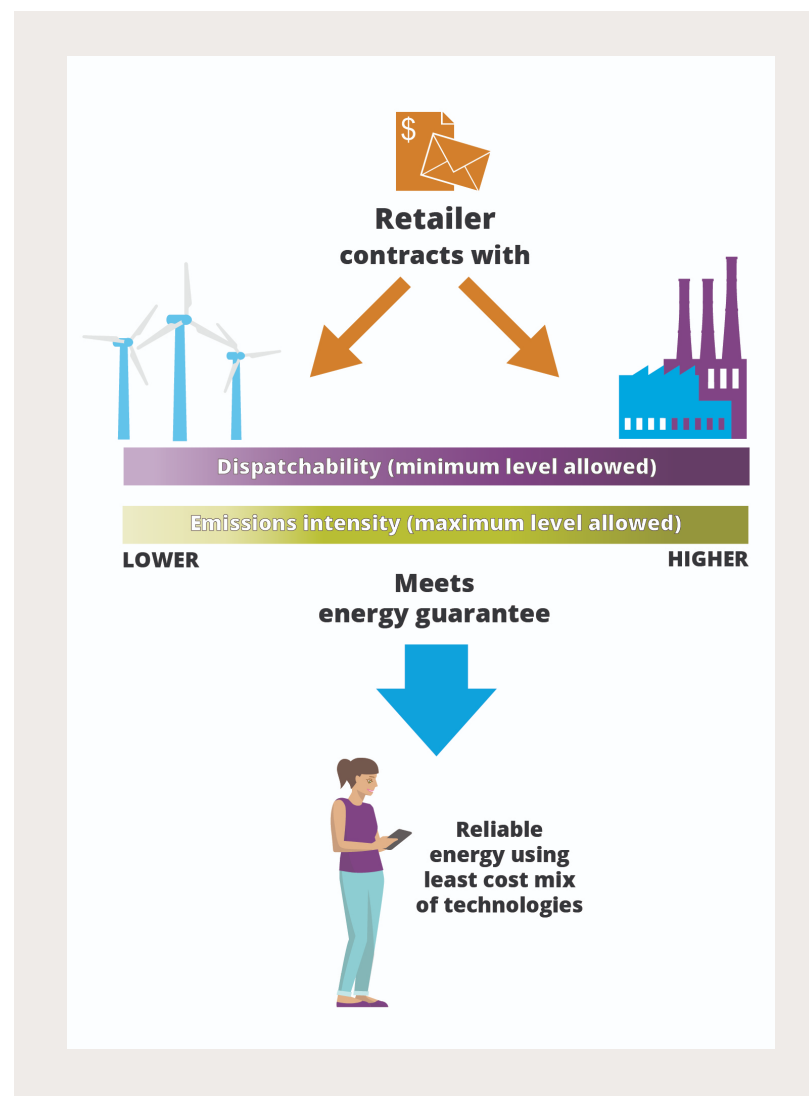 $
Retailer
contracts with
Dispatchability (minimum level allowed)
Emissions intensity (maximum level allowed)
LOWER
HIGHER
Meets
energy guarantee
Reliable
energy using
least cost mix
of technologies